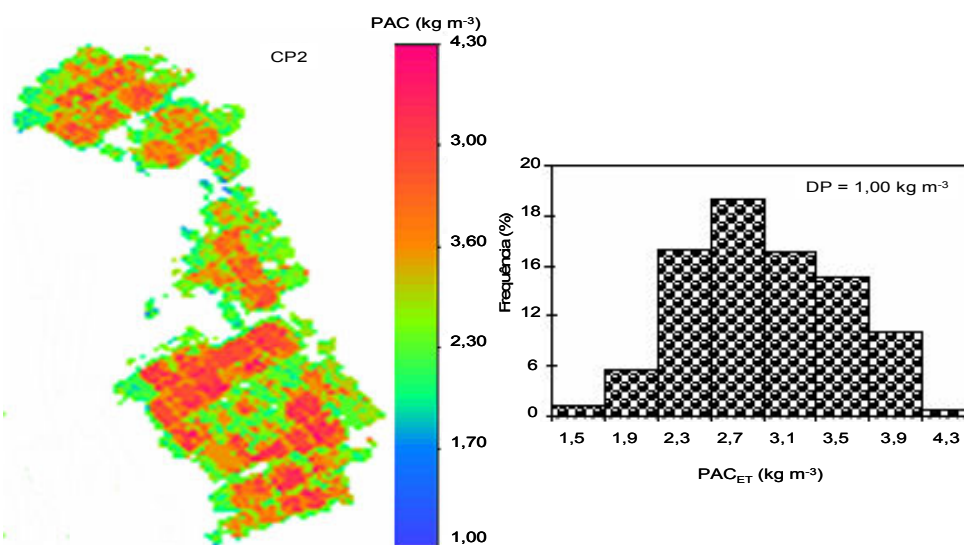 PAC (kg m-3)
CP2
4,30
3,00
3,60
2,30
1,70
1,00
DP = 1,00 kg m-3
Frequência (%)
20
18
16
12
6
0
1,5 1,9 2,3 2,7 3,1 3,5 3,9 4,3
PACET (kg m-3)